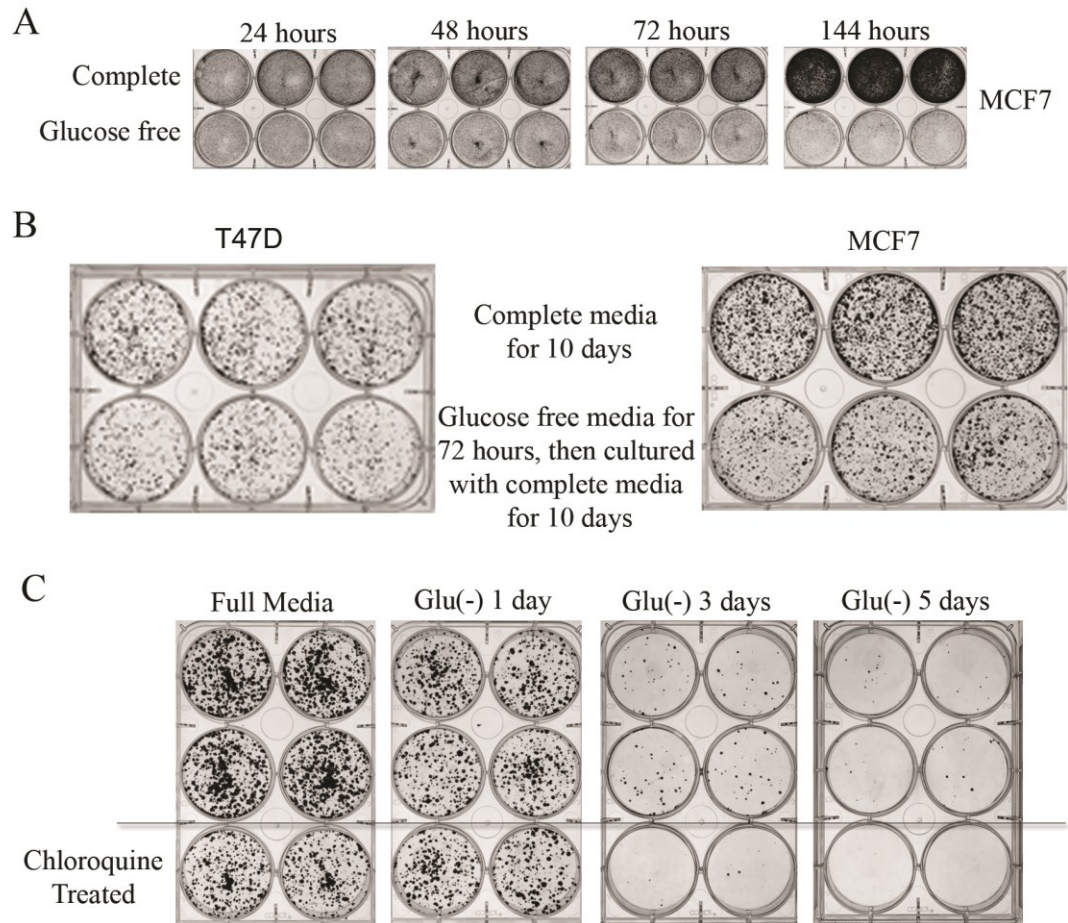 A
24 hours
48 hours
72 hours
144 hours
Complete
Glucose free
MCF7
B
T47D
MCF7
Complete media
for 10 days
Glucose free media for
72 hours, then cultured
with complete media
for 10 days
C
Full Media
Glu(-) 1 day
Glu(-) 3 days
Glu(-) 5 days
Chloroquine
Treated